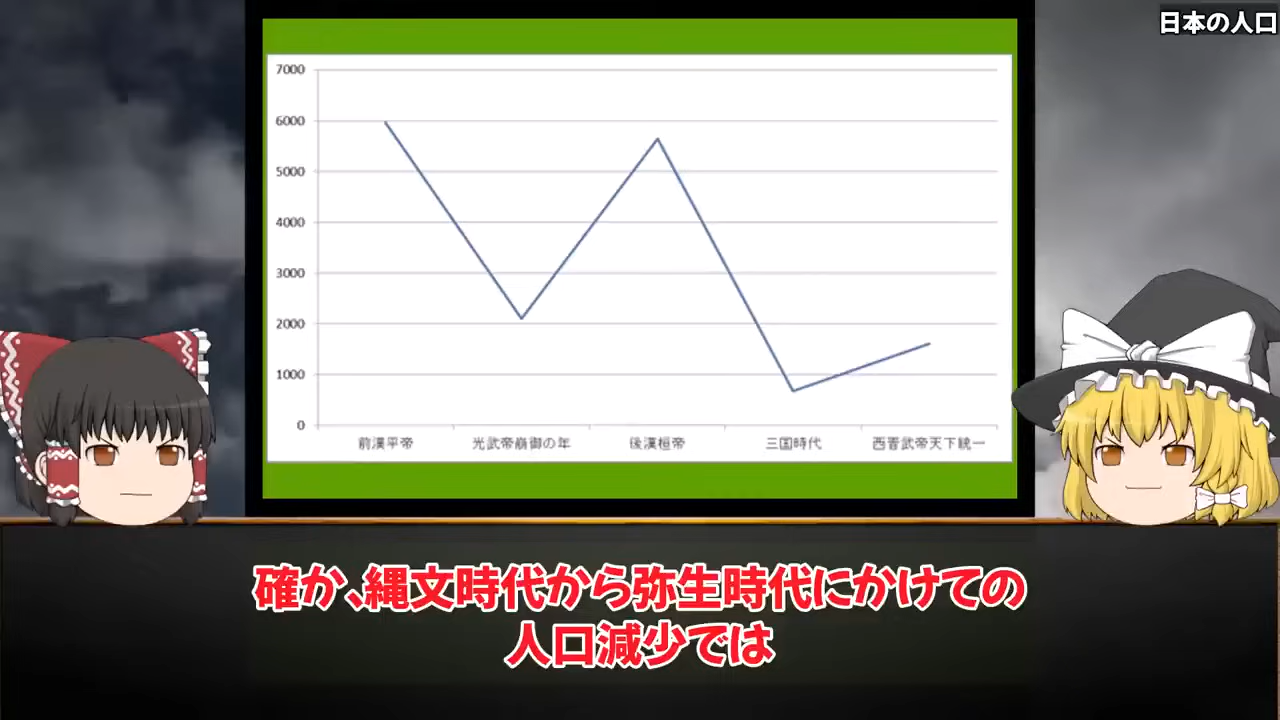 日本の人口
7000
6000
5000
4000
3000
2000
1000
0
前漢平帝 光武帝崩御の年 後漢桓帝 三国時代 西晋武帝天下統一
確か、縄文時代から弥生時代にかけての
人口減少では